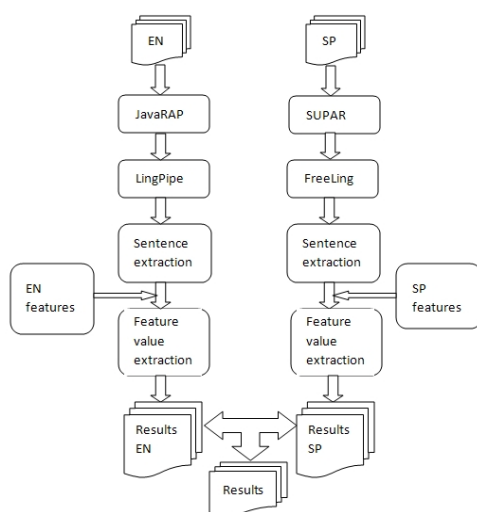 EN
SP
JavaRAP
SUPAR
LingPipe
FreeLing
Sentence
extraction
Sentence
extraction
EN
features
SP
features
Feature
value
extraction
Feature
value
extraction
Results
EN
Results
SP
Results